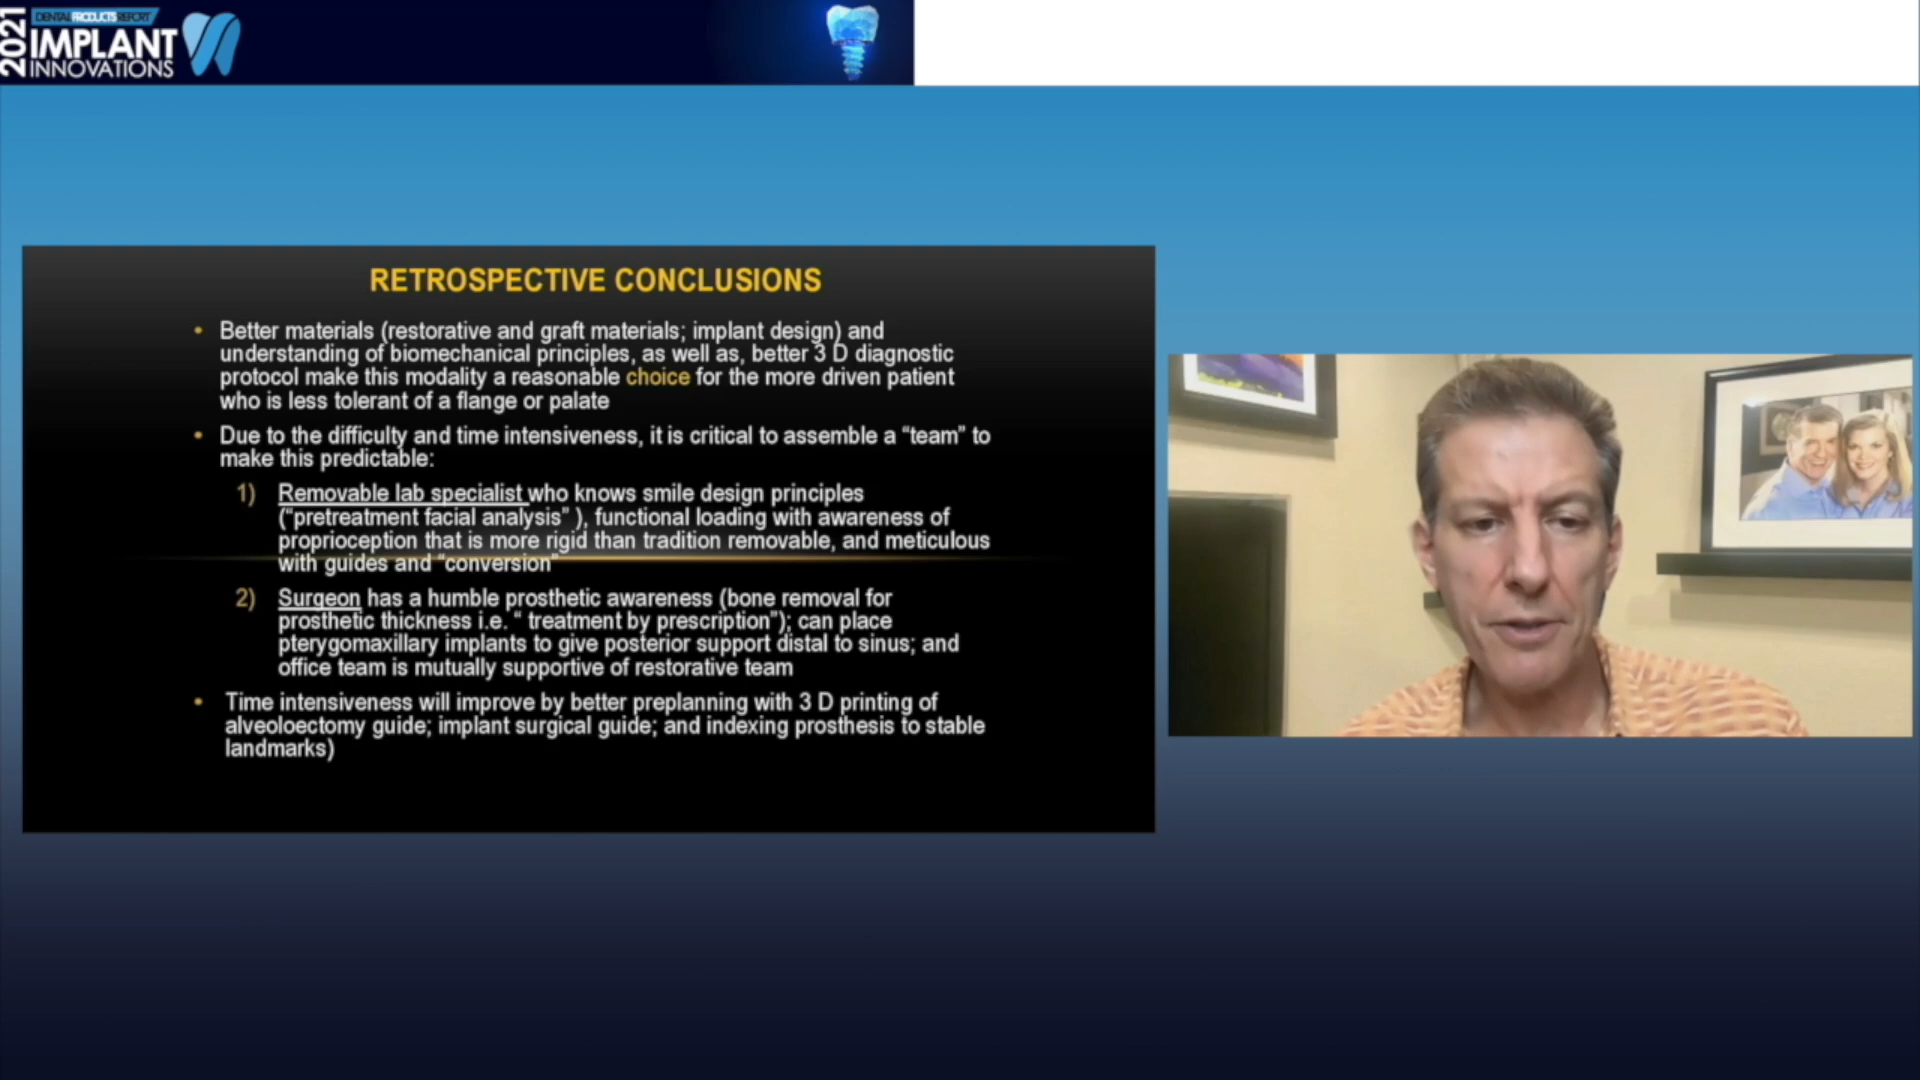 2021
DENTAL PRODUCTS REPORT
IMPLANT
INNOVATIONS
RETROSPECTIVE CONCLUSIONS
• Better materials (restorative and graft materials; implant design) and
understanding of biomechanical principles, as well as, better 3 D diagnostic
protocol make this modality a reasonable choice for the more driven patient
who is less tolerant of a flange or palate
• Due to the difficulty and time intensiveness, it is critical to assemble a “team” to
make this predictable:
1) Removable lab specialist who knows smile design principles
(“pretreatment facial analysis” ), functional loading with awareness of
proprioception that is more rigid than tradition removable, and meticulous
with guides and “conversion”
2) Surgeon has a humble prosthetic awareness (bone removal for
prosthetic thickness i.e. “ treatment by prescription”); can place
pterygomaxillary implants to give posterior support distal to sinus; and
office team is mutually supportive of restorative team
• Time intensiveness will improve by better preplanning with 3 D printing of
alveoloectomy guide; implant surgical guide; and indexing prosthesis to stable
landmarks)